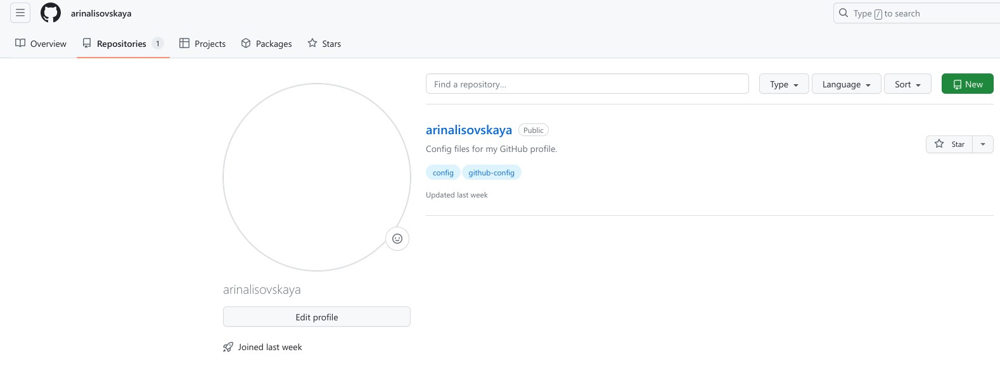 arinalisovskaya
Type / to search
Overview Repositories 1 Projects Packages Stars
Find a repository...
Type Language Sort New
arinalisovskaya Public
Config files for my GitHub profile.
Star
config github-config
Updated last week
arinalisovskaya
Edit profile
Joined last week